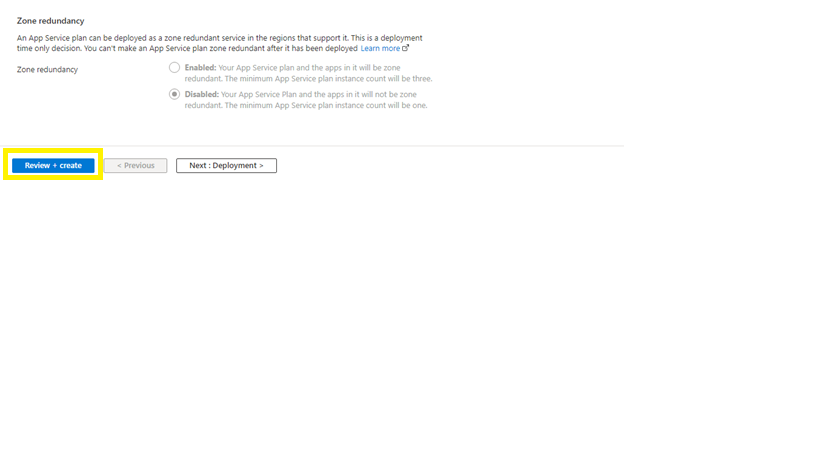 Zone redundancy
An App Service plan can be deployed as a zone redundant service in the regions that support it. This is a deployment
time only decision. You can't make an App Service plan zone redundant after it has been deployed Learn more
Zone redundancy
Enabled: Your App Service plan and the apps in it will be zone
redundant. The minimum App Service plan instance count will be three.
Disabled: Your App Service Plan and the apps in it will not be zone
redundant. The minimum App Service plan instance count will be one.
Review + create
< Previous
Next : Deployment >